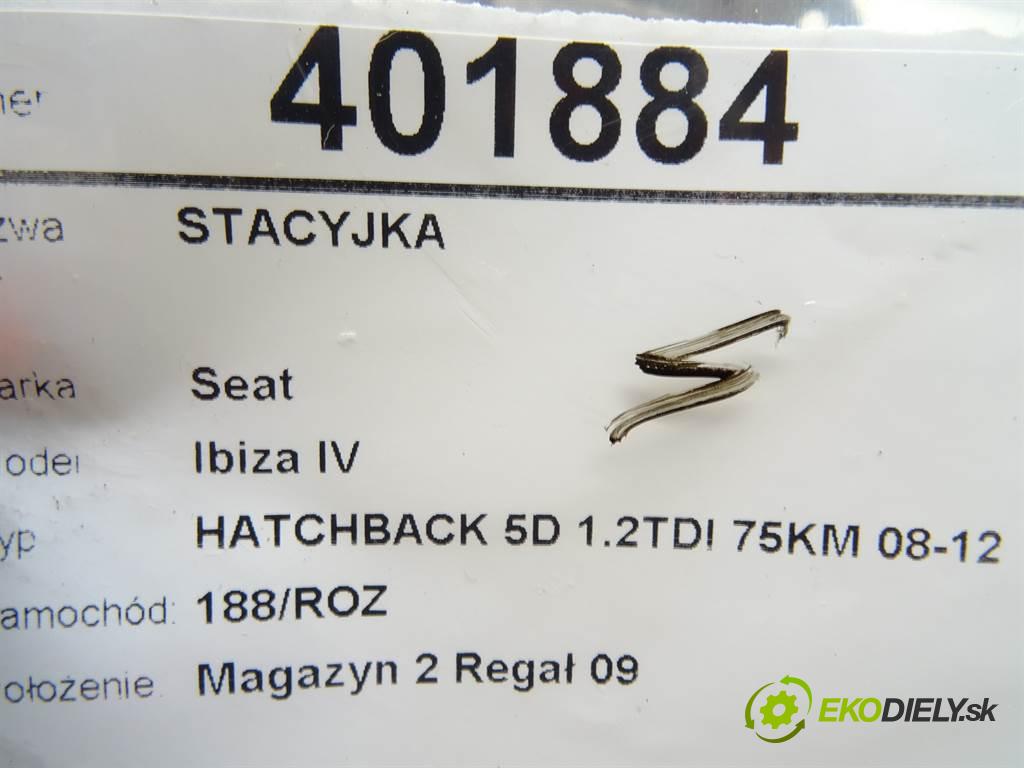 401884
STACYJKA
Seat
Ibiza IV
HATCHBACK 5D 1.2TDI 75KM 08-12
amochód: 188/ROZ
Magazyn 2 Regał 09
EKODIELY.sk